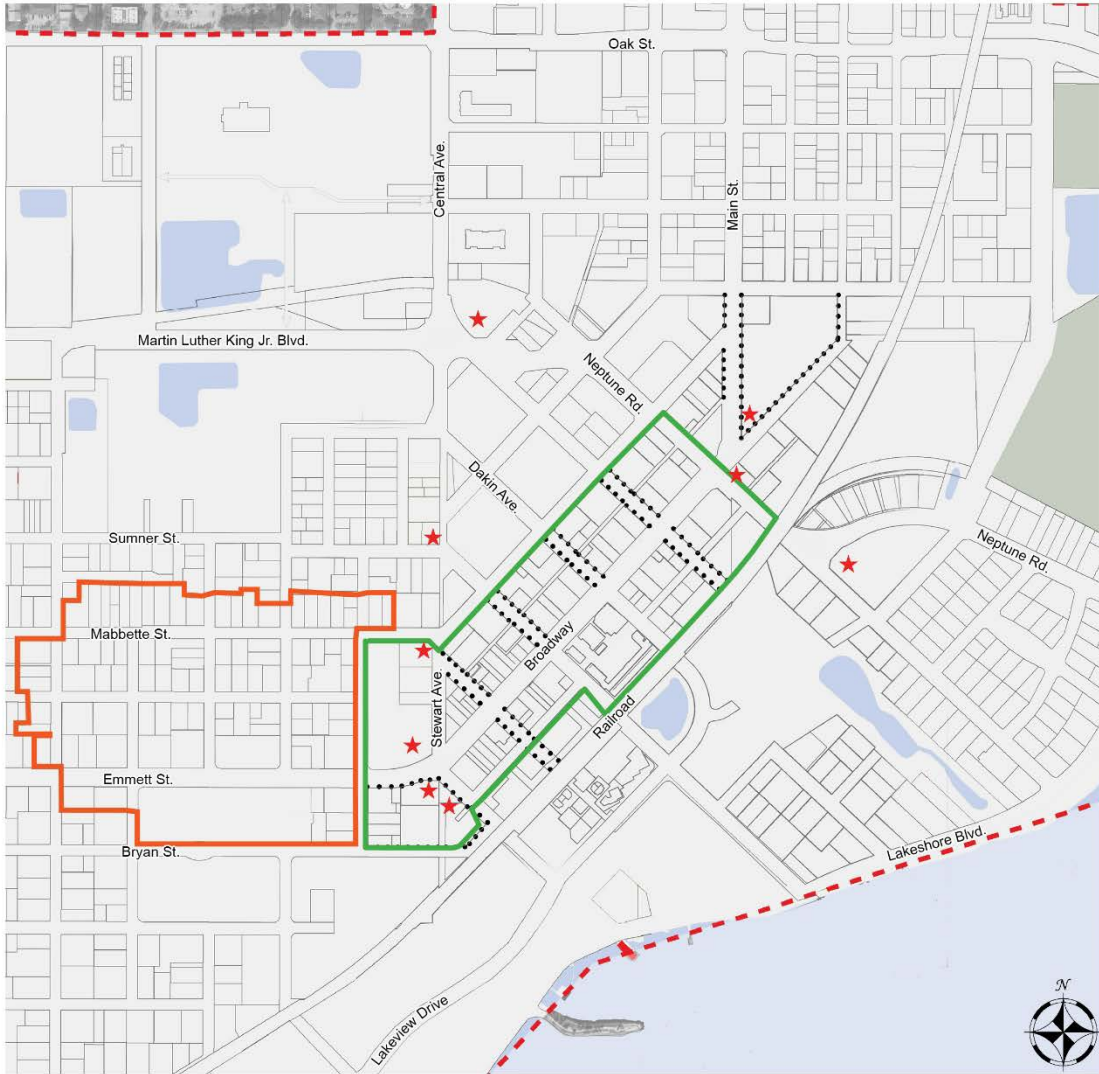 Oak St.
Central Ave.
Main St.
Martin Luther King Jr. Blvd.
Neptune Rd.
Dakin Ave.
Sumner St.
Neptune Rd.
Mabbette St.
Broadway
Stewart Ave.
Railroad
Emmett St.
Bryan St.
Lakeshore Blvd.
Lakeview Drive
N